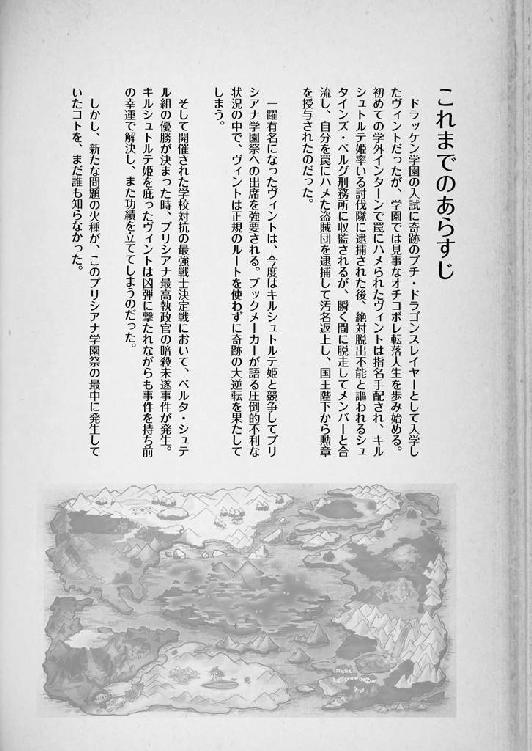 これまでのあらすじ
ドラッケン学園の入試に奇跡のプチ・ドラゴンスレイヤーとして入学し
たヴィントだったが、学園では見事なオチコボレ転落人生を歩み始める。
初めての学外インターンで罠にハメられたヴィントは指名手配され、キル
シュトルテ姫率いる討伐隊に逮捕された後、絶対脱出不能と謳われるシュ
タインズ・ベルグ刑務所に収監されるが、瞬く間に脱走してメンバーと合
流し、自分を罠にハメた盗賊団を逮捕して汚名返上し、国王陛下から勲章
を授与されたのだった。
一躍有名になったヴィントは、今度はキルシュトルテ姫と競争してブリ
シアナ学園祭への出席を強要される。ブックメーカーが語る圧倒的不利な
状況の中で、ヴィントは正規のルートを使わずに奇跡の大逆転を果たして
しまう。
そして開催された学校対抗の最強戦士決定戦において、ベルタ・シュテ
ル組の優勝が決まった時、ブリシアナ最高執政官の暗殺未遂事件が発生。
キルシュトルテ姫を庇ったヴィントは凶弾に撃たれながらも事件を持ち前
の幸運で解決し、また功績を立ててしまうのだった。
しかし、新たな問題の火種が、このブリシアナ学園祭の最中に発生して
いたコトを、まだ誰も知らなかった。